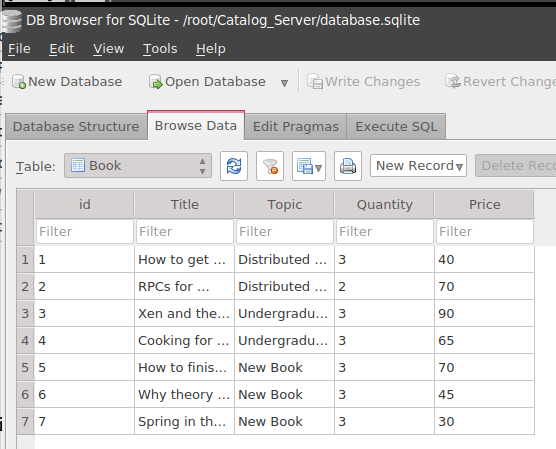 DB Browser for SQLite - /root/Catalog_Server/database.sqlite
File Edit View Tools Help
New Database Open Database Write Changes Revert Change
Database Structure Browse Data Edit Pragmas Execute SQL
Table: Book New Record Delete Reco
id Title Topic Quantity Price
Filter Filter Filter Filter Filter
1 1 How to get ... Distributed ... 3 40
2 2 RPCs for ... Distributed ... 2 70
3 3 Xen and the... Undergradu... 3 90
4 4 Cooking for ... Undergradu... 3 65
5 5 How to finis... New Book 3 70
6 6 Why theory ... New Book 3 45
7 7 Spring in th... New Book 3 30